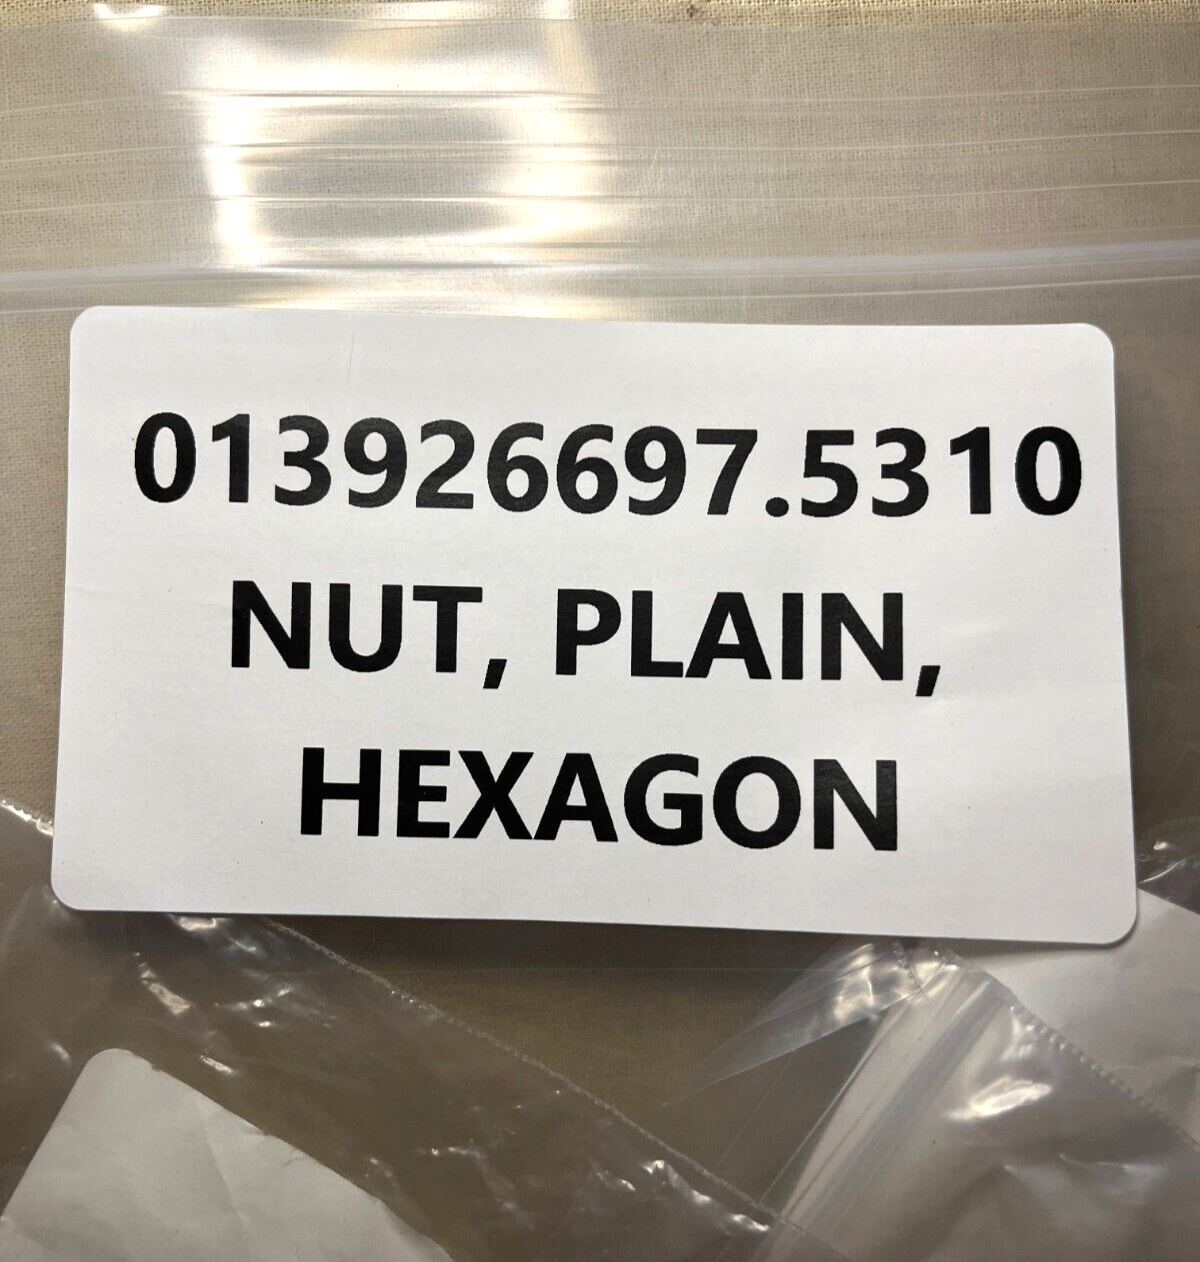 013926697.5310
NUT, PLAIN,
HEXAGON